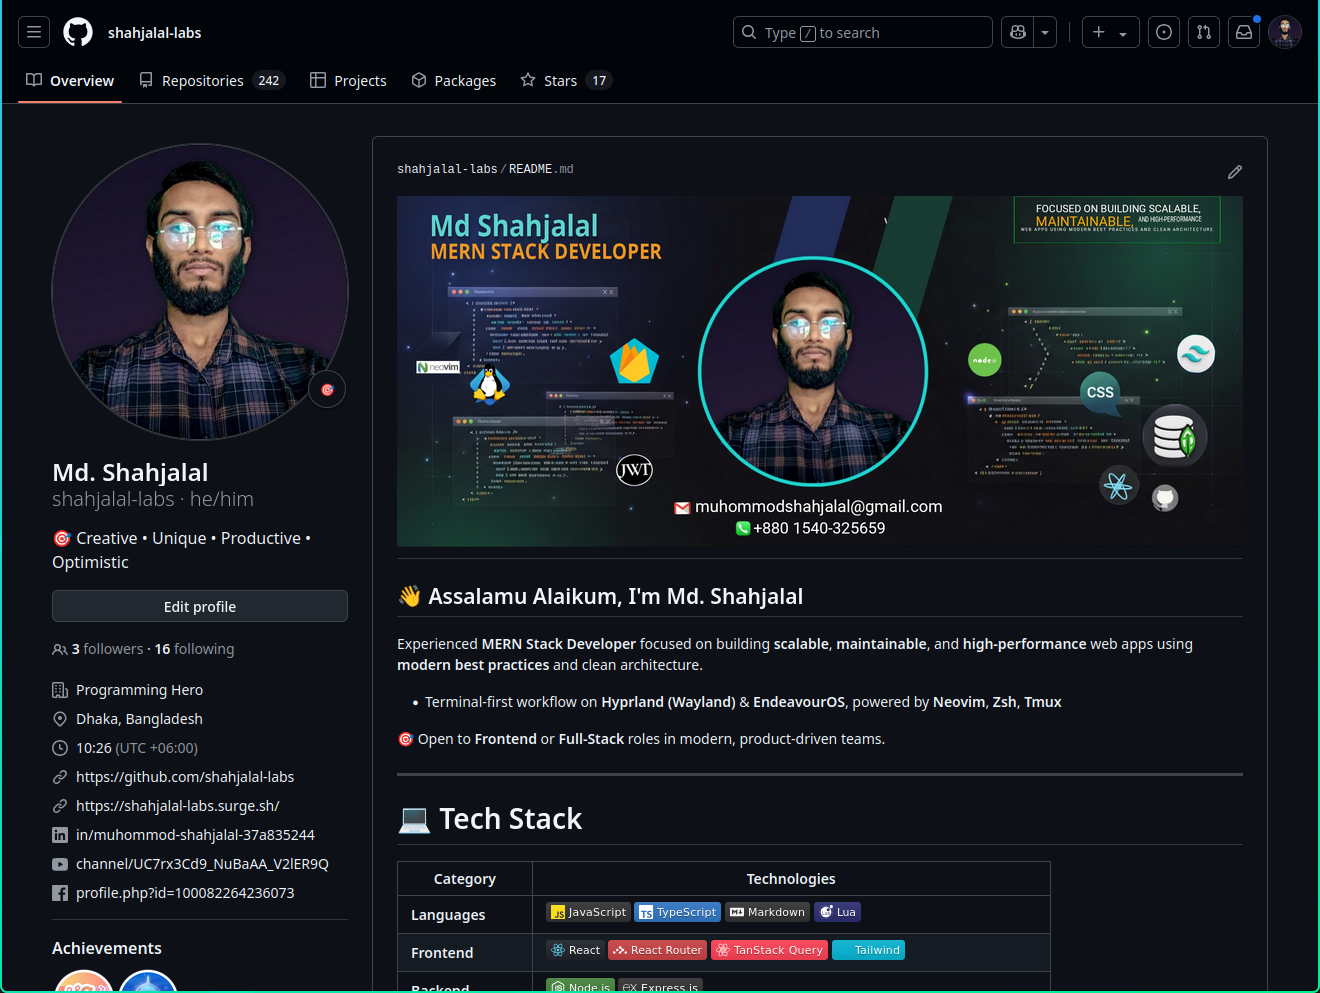 shahjalal-labs
Type / to search
Overview
Repositories 242
Projects
Packages
Stars 17
shahjalal-labs/README.md
Md Shahjalal
MERN STACK DEVELOPER
FOCUSED ON BUILDING SCALABLE,
MAINTAINABLE, AND HIGH-PERFORMANCE
WEB APPS USING MODERN BEST PRACTICES AND CLEAN ARCHITECTURE.
neovim
JWT
node
CSS
muhommodshahjalal@gmail.com
+880 1540-325659
Md. Shahjalal
shahjalal-labs · he/him
🎯 Creative • Unique • Productive •
Optimistic
Edit profile
3 followers · 16 following
Programming Hero
Dhaka, Bangladesh
10:26 (UTC +06:00)
https://github.com/shahjalal-labs
https://shahjalal-labs.surge.sh/
in/muhommod-shahjalal-37a835244
channel/UC7rx3Cd9_NuBaAA_V2lER9Q
profile.php?id=100082264236073
Achievements
👋 Assalamu Alaikum, I'm Md. Shahjalal
Experienced MERN Stack Developer focused on building scalable, maintainable, and high-performance web apps using
modern best practices and clean architecture.
• Terminal-first workflow on Hyprland (Wayland) & EndeavourOS, powered by Neovim, Zsh, Tmux
🎯 Open to Frontend or Full-Stack roles in modern, product-driven teams.
💻 Tech Stack
Category Technologies
Languages JS JavaScript TS TypeScript Markdown Lua
Frontend React React Router TanStack Query Tailwind
Backend Node.js ex Express.js